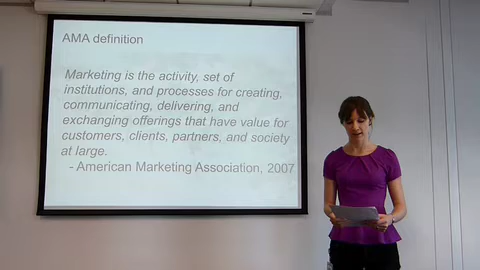 AMA definition
Marketing is the activity, set of
institutions, and processes for creating,
communicating, delivering, and
exchanging offerings that have value for
customers, clients, partners, and society
at large.
- American Marketing Association, 2007